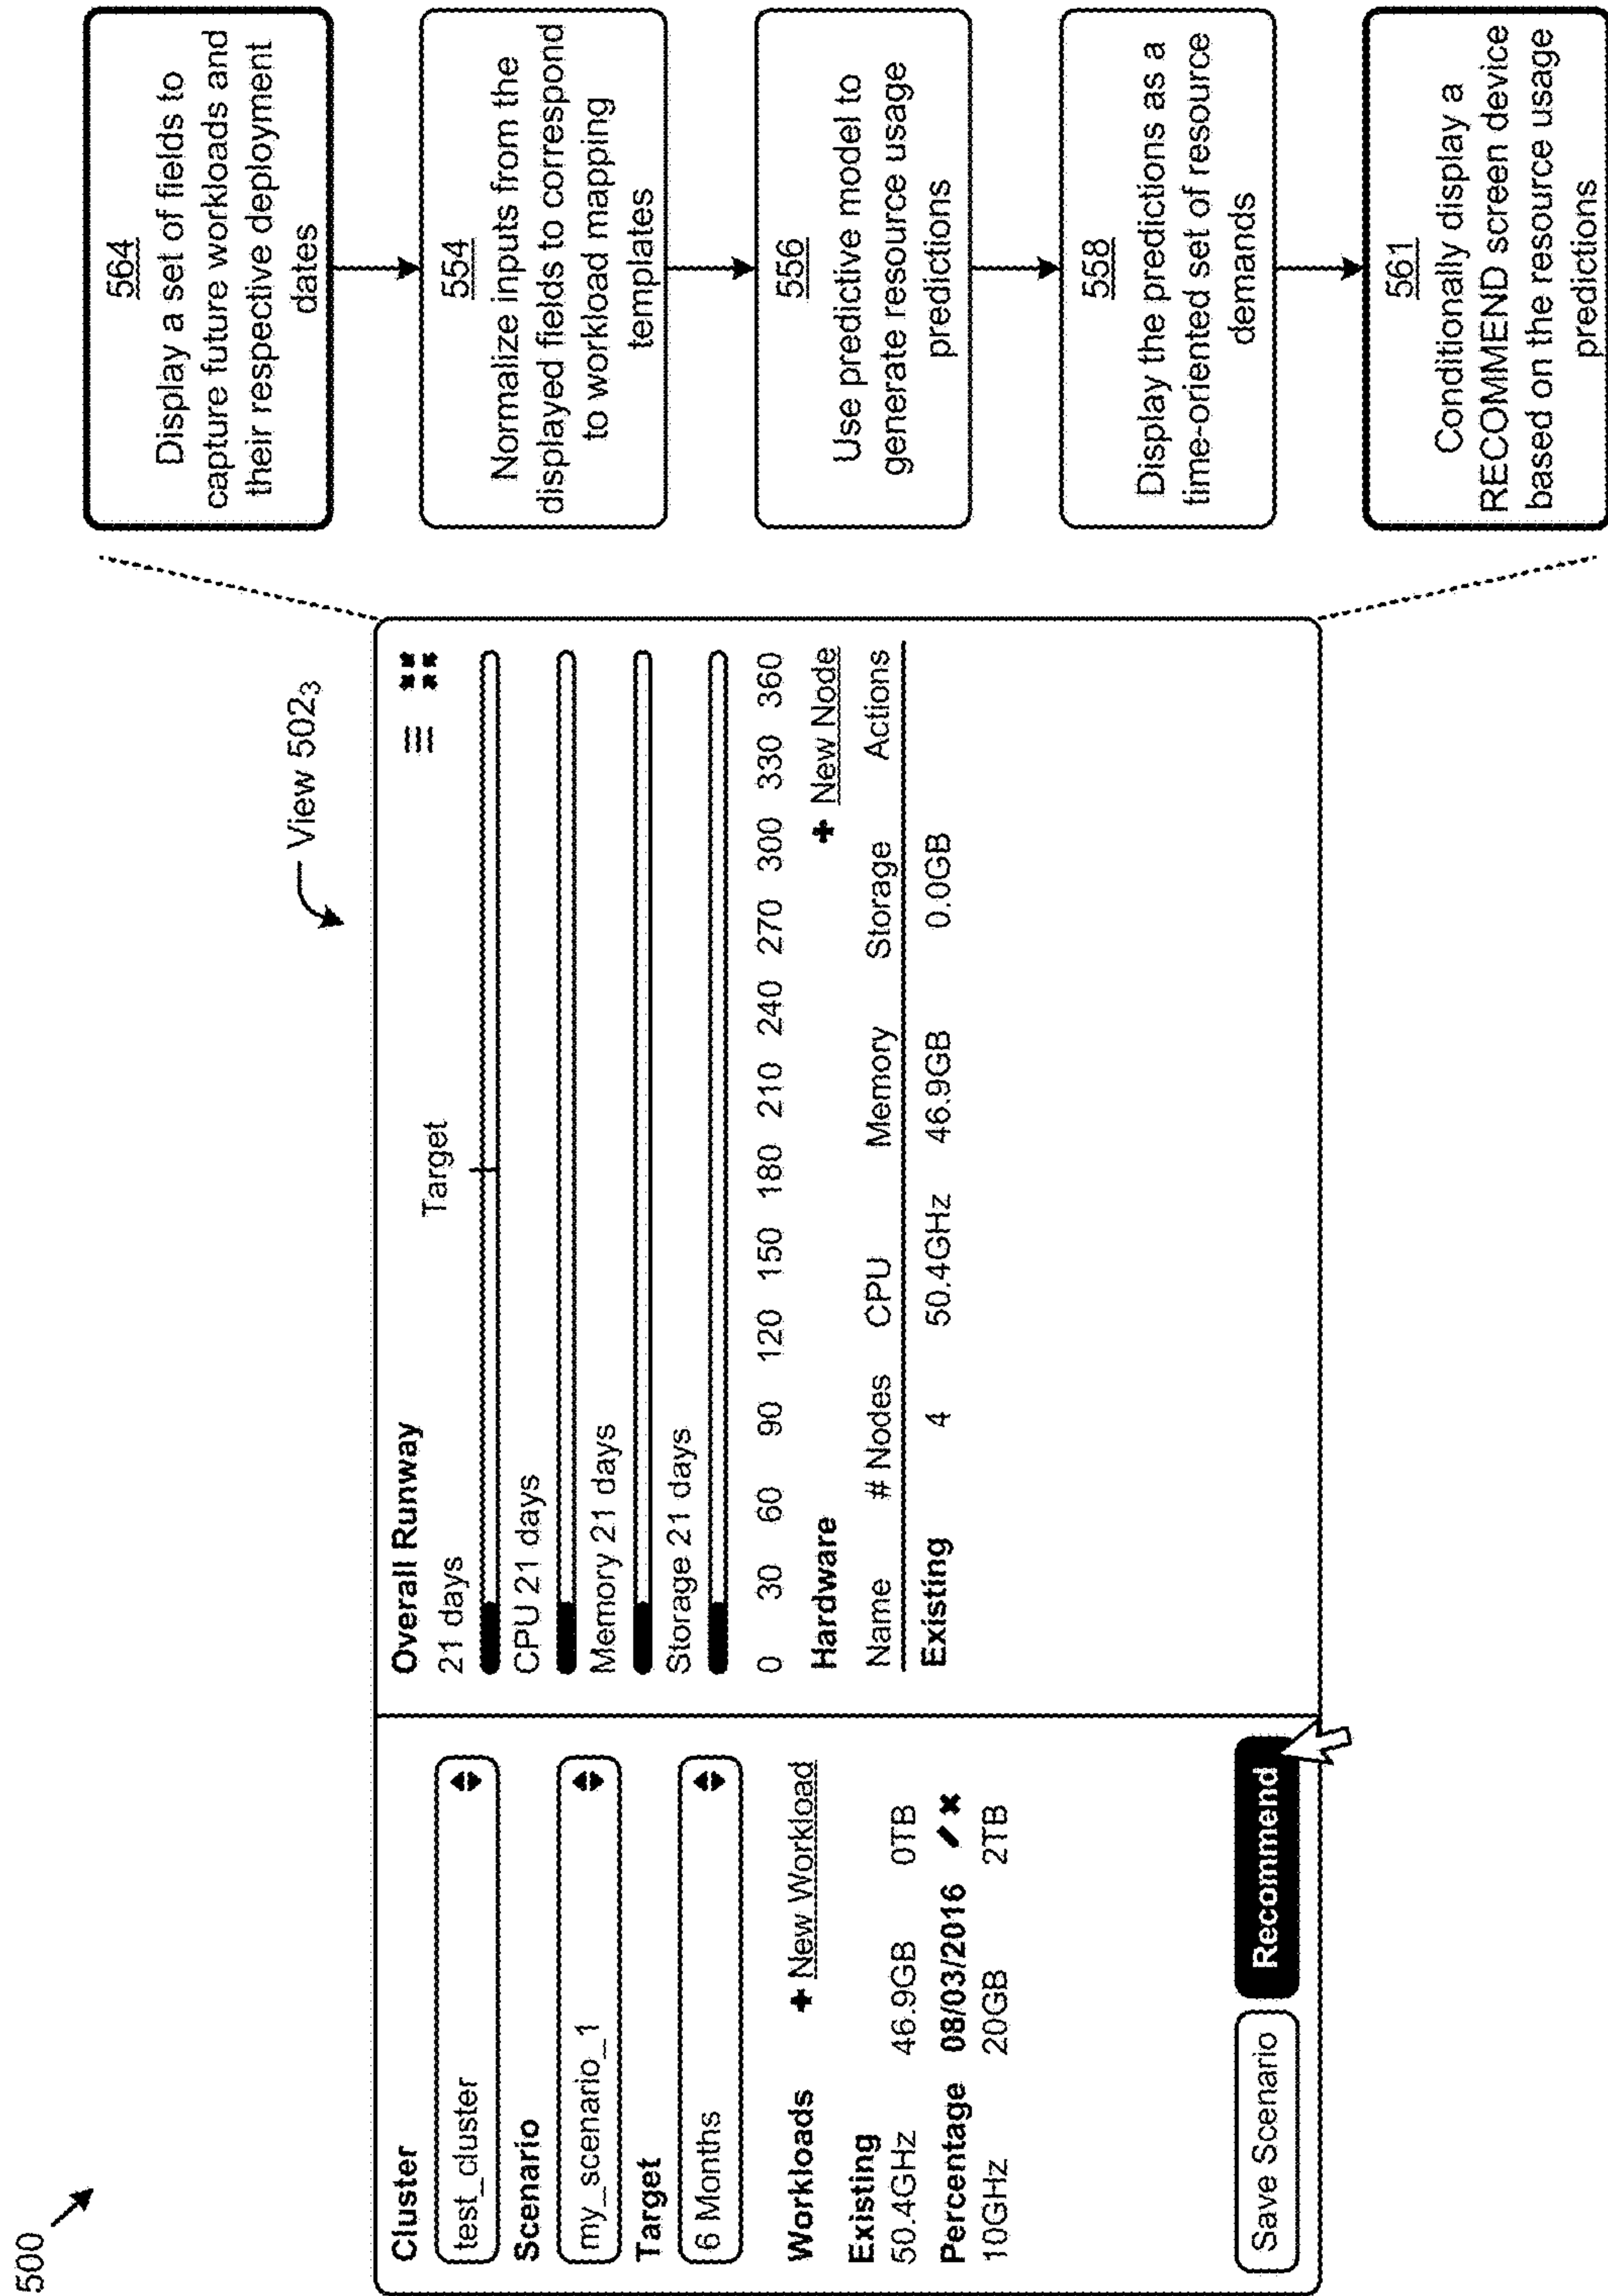 500
View 502₃
Cluster
test_cluster
Scenario
my_scenario_1
Target
6 Months
Workloads + New Workload
Existing
50.4GHz 46.9GB 0TB
Percentage 08/03/2016
10GHz 20GB 2TB
Save Scenario Recommend
Overall Runway
21 days Target
CPU 21 days
Memory 21 days
Storage 21 days
0 30 60 90 120 150 180 210 240 270 300 330 360
Hardware + New Node
Name # Nodes CPU Memory Storage Actions
Existing 4 50.4GHz 46.9GB 0.0GB
564
Display a set of fields to
capture future workloads and
their respective deployment
dates
554
Normalize inputs from the
displayed fields to correspond
to workload mapping
templates
556
Use predictive model to
generate resource usage
predictions
558
Display the predictions as a
time-oriented set of resource
demands
561
Conditionally display a
RECOMMEND screen device
based on the resource usage
predictions